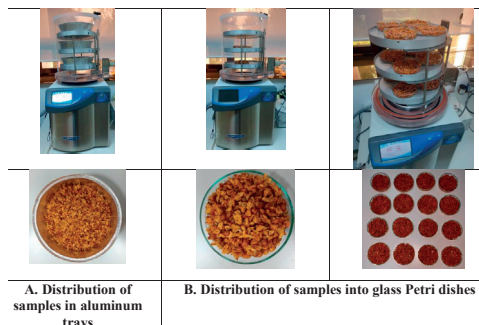 A. Distribution of
samples in aluminum
trays
B. Distribution of samples into glass Petri dishes